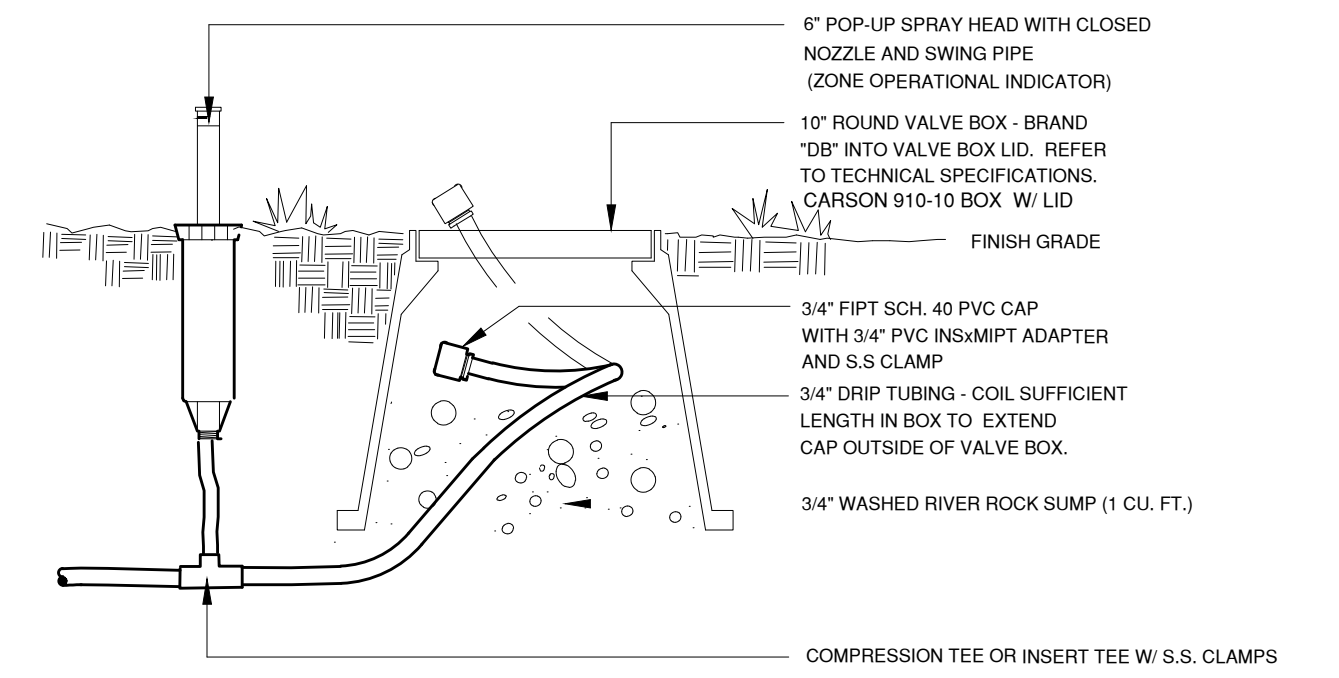 6" POP-UP SPRAY HEAD WITH CLOSED
NOZZLE AND SWING PIPE
(ZONE OPERATIONAL INDICATOR)
10" ROUND VALVE BOX - BRAND
"DB" INTO VALVE BOX LID. REFER
TO TECHNICAL SPECIFICATIONS.
CARSON 910-10 BOX W/ LID
FINISH GRADE
3/4" FIPT SCH. 40 PVC CAP
WITH 3/4" PVC INSxMIPT ADAPTER
AND S.S CLAMP
3/4" DRIP TUBING - COIL SUFFICIENT
LENGTH IN BOX TO EXTEND
CAP OUTSIDE OF VALVE BOX.
3/4" WASHED RIVER ROCK SUMP (1 CU. FT.)
COMPRESSION TEE OR INSERT TEE W/ S.S. CLAMPS